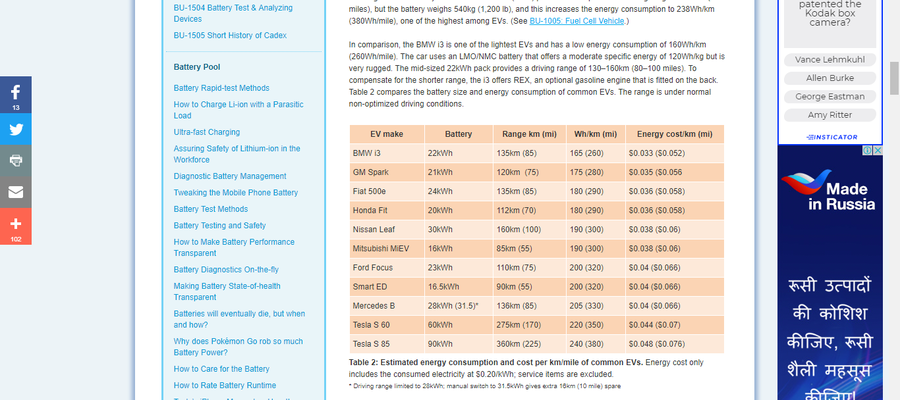 BU-1504 Battery Test & Analyzing
Devices
BU-1505 Short History of Cadex
Battery Pool
Battery Rapid-test Methods
How to Charge Li-ion with a Parasitic
Load
Ultra-fast Charging
Assuring Safety of Lithium-ion in the
Workforce
Diagnostic Battery Management
Tweaking the Mobile Phone Battery
Battery Test Methods
Battery Testing and Safety
How to Make Battery Performance
Transparent
Battery Diagnostics On-the-fly
Making Battery State-of-health
Transparent
Batteries will eventually die, but when
and how?
Why does Pokémon Go rob so much
Battery Power?
How to Care for the Battery
How to Rate Battery Runtime
13
102
miles), but the battery weighs 540kg (1,200 lb), and this increases the energy consumption to 238Wh/km
(380Wh/mile), one of the highest among EVs. (See BU-1005: Fuel Cell Vehicle.)
In comparison, the BMW i3 is one of the lightest EVs and has a low energy consumption of 160Wh/km
(260Wh/mile). The car uses an LMO/NMC battery that offers a moderate specific energy of 120Wh/kg but is
very rugged. The mid-sized 22kWh pack provides a driving range of 130–160km (80–100 miles). To
compensate for the shorter range, the i3 offers REX, an optional gasoline engine that is fitted on the back.
Table 2 compares the battery size and energy consumption of common EVs. The range is under normal
non-optimized driving conditions.
EV make Battery Range km (mi) Wh/km (mi) Energy cost/km (mi)
BMW i3 22kWh 135km (85) 165 (260) $0.033 ($0.052)
GM Spark 21kWh 120km (75) 175 (280) $0.035 ($0.056
Fiat 500e 24kWh 135km (85) 180 (290) $0.036 ($0.058)
Honda Fit 20kWh 112km (70) 180 (290) $0.036 ($0.058)
Nissan Leaf 30kWh 160km (100) 190 (300) $0.038 ($0.06)
Mitsubishi MiEV 16kWh 85km (55) 190 (300) $0.038 ($0.06)
Ford Focus 23kWh 110km (75) 200 (320) $0.04 ($0.066)
Smart ED 16.5kWh 90km (55) 200 (320) $0.04 ($0.066)
Mercedes B 28kWh (31.5)* 136km (85) 205 (330) $0.04 ($0.066)
Tesla S 60 60kWh 275km (170) 220 (350) $0.044 ($0.07)
Tesla S 85 90kWh 360km (225) 240 (380) $0.048 ($0.076)
Table 2: Estimated energy consumption and cost per km/mile of common EVs. Energy cost only
includes the consumed electricity at $0.20/kWh; service items are excluded.
* Driving range limited to 28kWh; manual switch to 31.5kWh gives extra 16km (10 mile) spare
patented the
Kodak box
camera?
Vance Lehmkuhl
Allen Burke
George Eastman
Amy Ritter
INSTICATOR
Made
in Russia
रूसी उत्पादों
की कोशिश
कीजिए, रूसी
शैली महसूस
कीजिए!